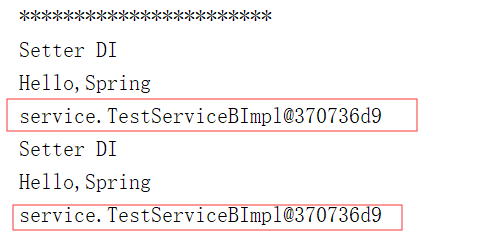 ***********************
Setter DI
Hello,Spring
service.TestServiceBImpl@370736d9
Setter DI
Hello,Spring
service.TestServiceBImpl@370736d9